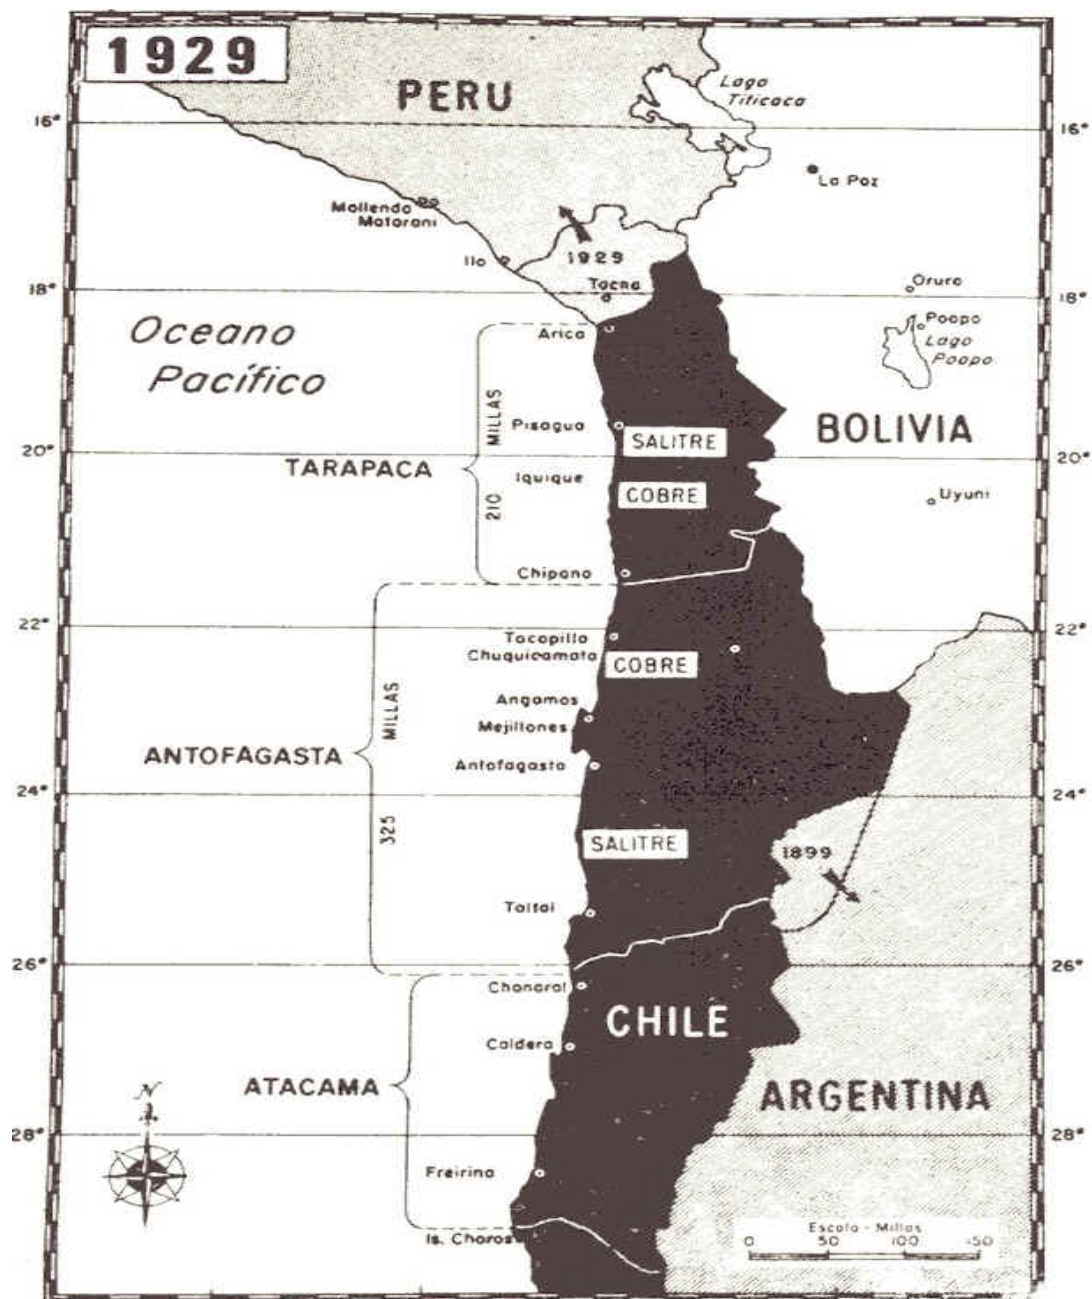 1929
PERU
Lago
Titicaca
16°
16°
La Paz
Mollendo
Matarani
Ilo
1929
Tacna
18°
18°
Oruro
Oceano
Pacífico
Arica
Poopo
Lago
Poopo
MILLAS
210
Pisagua
SALITRE
BOLIVIA
TARAPACA
20°
20°
Iquique
COBRE
Uyuni
Chipana
22°
22°
Tocopilla
Chuquicamata
COBRE
MILLAS
325
Angamos
Mejillones
ANTOFAGASTA
Antofagasta
24°
24°
SALITRE
1899
Taltal
26°
26°
Chanaral
CHILE
Caldera
ATACAMA
ARGENTINA
N
28°
28°
Freirina
Is. Choros
Escala - Millas
0 50 100 150